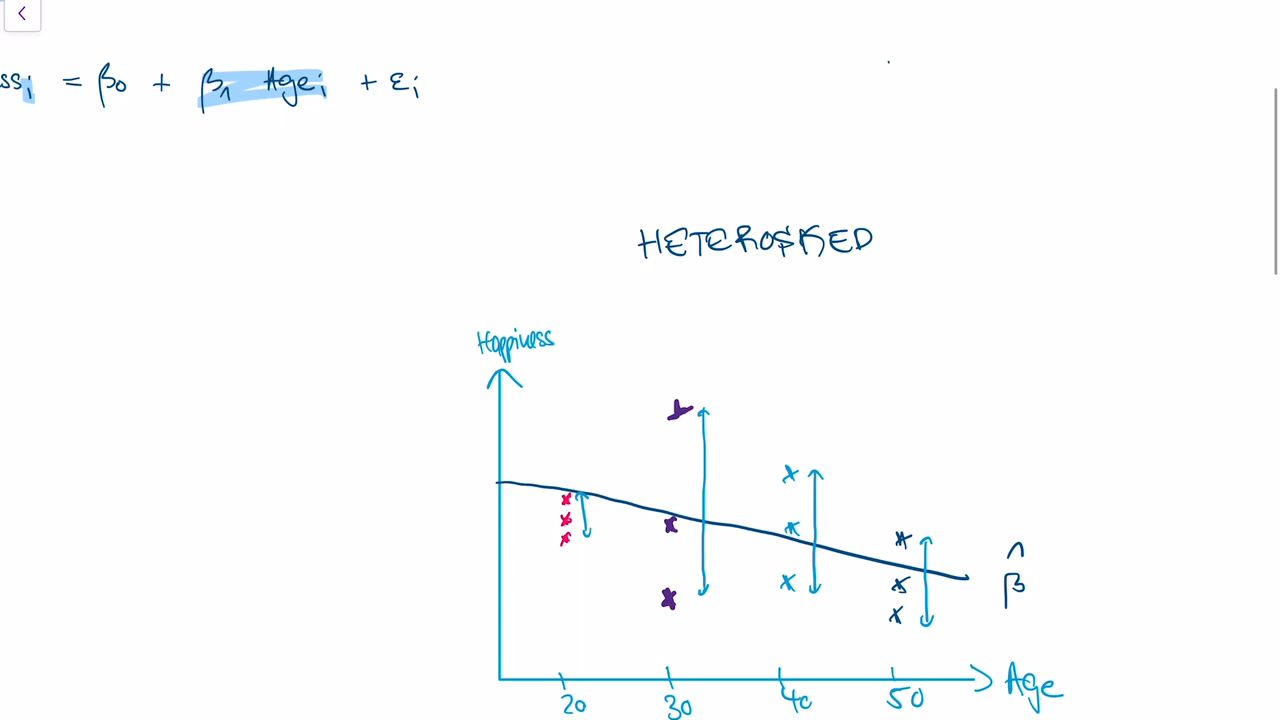 ssᵢ = β₀ + β₁ Ageᵢ + εᵢ
HETEROSKED
Happiness
β̂
20 30 40 50 Age